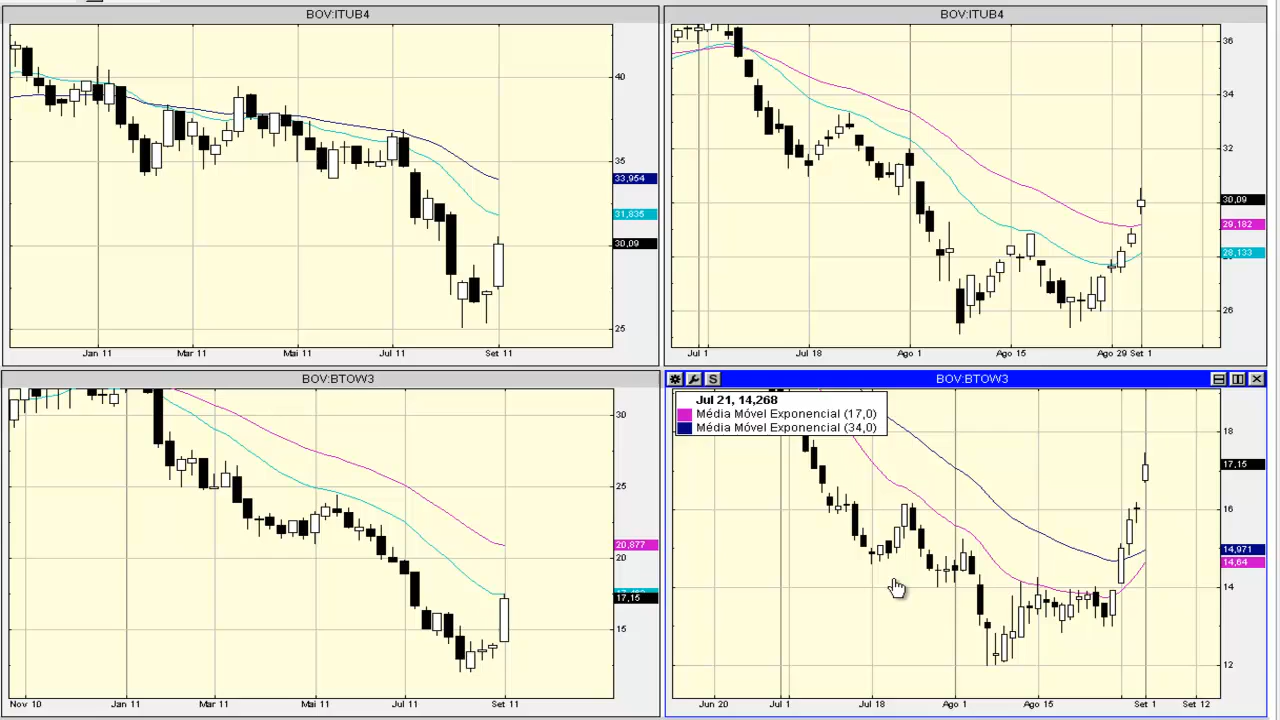 BOV:ITUB4
40
35
33,954
31,835
30,09
25
Jan 11 Mar 11 Mai 11 Jul 11 Set 11
BOV:ITUB4
36
34
32
30,09
29,182
28,133
26
Jul 1 Jul 18 Ago 1 Ago 15 Ago 29 Set 1
BOV:BTOW3
30
25
20,877
20
17,15
15
Nov 10 Jan 11 Mar 11 Mai 11 Jul 11 Set 11
S BOV:BTOW3
Jul 21, 14,268
Média Móvel Exponencial (17,0)
Média Móvel Exponencial (34,0)
18
17,15
16
14,971
14,64
14
12
Jun 20 Jul 1 Jul 18 Ago 1 Ago 15 Set 1 Set 12